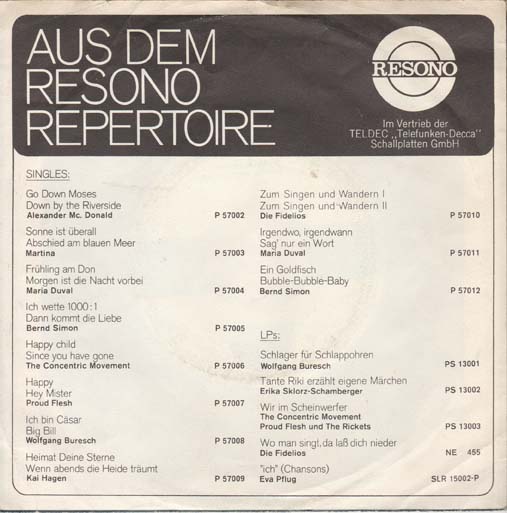 AUS DEM
RESONO
REPERTOIRE
RESONO
Im Vertrieb der
TELDEC „Telefunken-Decca"
Schallplatten GmbH
SINGLES:
Go Down Moses
Down by the Riverside
Alexander Mc. Donald P 57002
Sonne ist überall
Abschied am blauen Meer
Martina P 57003
Frühling am Don
Morgen ist die Nacht vorbei
Maria Duval P 57004
Ich wette 1000:1
Dann kommt die Liebe
Bernd Simon P 57005
Happy child
Since you have gone
The Concentric Movement P 57006
Happy
Hey Mister
Proud Flesh P 57007
Ich bin Cäsar
Big Bill
Wolfgang Buresch P 57008
Heimat Deine Sterne
Wenn abends die Heide träumt
Kai Hagen P 57009
Zum Singen und Wandern I
Zum Singen und Wandern II
Die Fidelios P 57010
Irgendwo, irgendwann
Sag' nur ein Wort
Maria Duval P 57011
Ein Goldfisch
Bubble-Bubble-Baby
Bernd Simon P 57012
LPs:
Schlager für Schlappohren
Wolfgang Buresch PS 13001
Tante Riki erzählt eigene Märchen
Erika Sklorz-Schamberger PS 13002
Wir im Scheinwerfer
The Concentric Movement
Proud Flesh und The Rickets PS 13003
Wo man singt, da laß dich nieder
Die Fidelios NE 455
"ich" (Chansons)
Eva Pflug SLR 15002-P